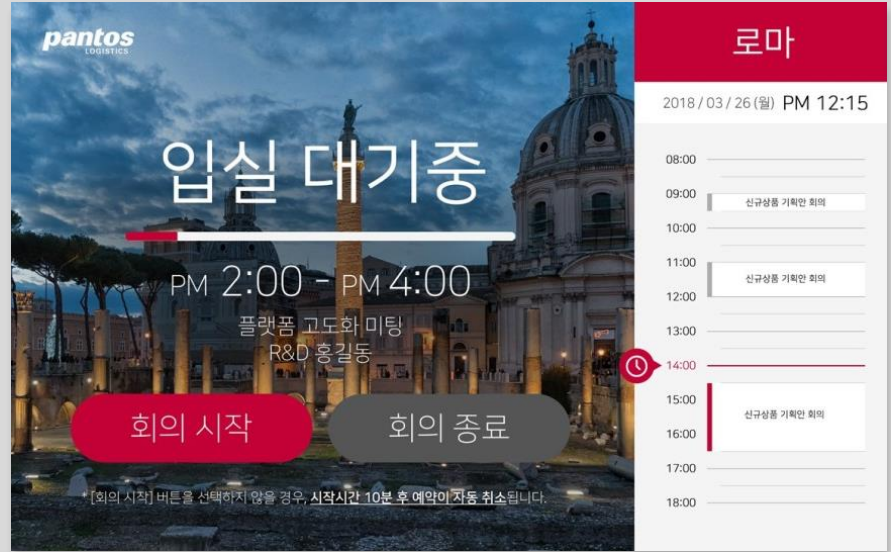 pantos
LOGISTICS
입실 대기중
PM 2:00 - PM 4:00
플랫폼 고도화 미팅
R&D 홍길동
회의 시작
회의 종료
* [회의 시작] 버튼을 선택하지 않을 경우, 시작시간 10분 후 예약이 자동 취소됩니다.
로마
2018 / 03 / 26 (월) PM 12:15
08:00
09:00
신규상품 기획안 회의
10:00
11:00
신규상품 기획안 회의
12:00
13:00
14:00
15:00
신규상품 기획안 회의
16:00
17:00
18:00